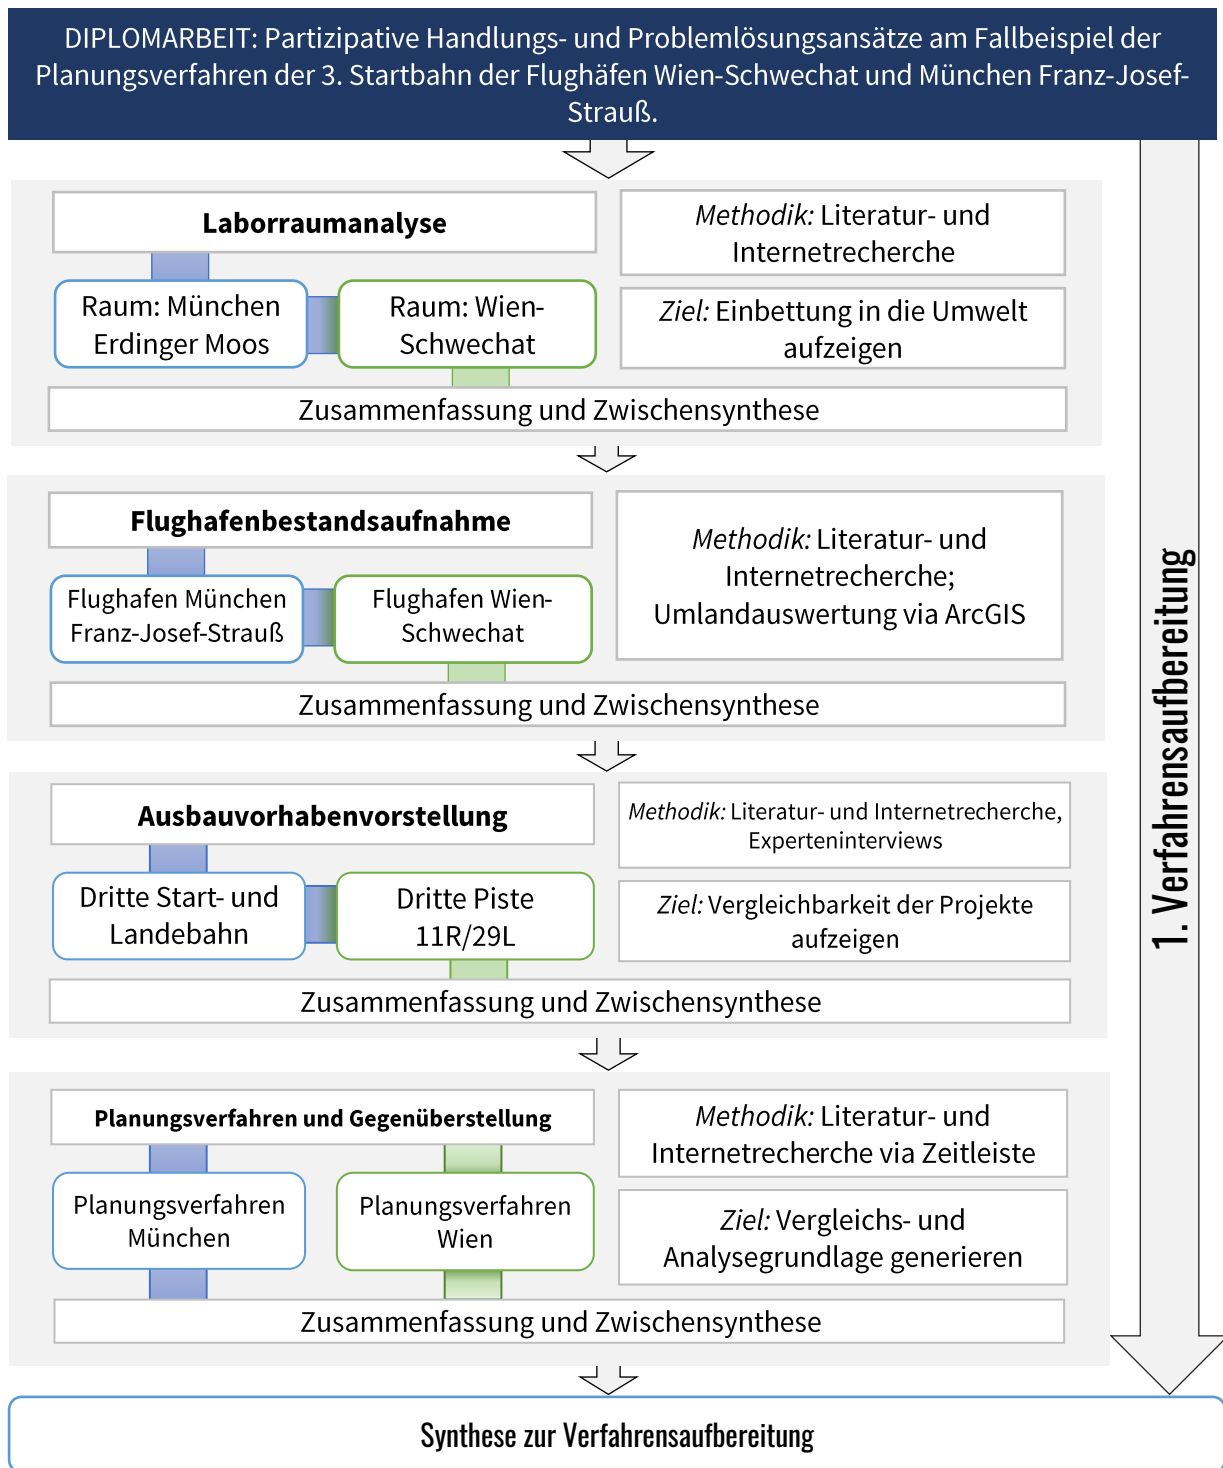 DIPLOMARBEIT: Partizipative Handlungs- und Problemlösungsansätze am Fallbeispiel der
Planungsverfahren der 3. Startbahn der Flughäfen Wien-Schwechat und München Franz-Josef-
Strauß.
Laborraumanalyse
Methodik: Literatur- und
Internetrecherche
Raum: München
Erdinger Moos
Raum: Wien-
Schwechat
Ziel: Einbettung in die Umwelt
aufzeigen
Zusammenfassung und Zwischensynthese
Flughafenbestandsaufnahme
Methodik: Literatur- und
Internetrecherche;
Umlandauswertung via ArcGIS
Flughafen München
Franz-Josef-Strauß
Flughafen Wien-
Schwechat
Zusammenfassung und Zwischensynthese
Ausbauvorhabenvorstellung
Methodik: Literatur- und Internetrecherche,
Experteninterviews
Dritte Start- und
Landebahn
Dritte Piste
11R/29L
Ziel: Vergleichbarkeit der Projekte
aufzeigen
Zusammenfassung und Zwischensynthese
Planungsverfahren und Gegenüberstellung
Methodik: Literatur- und
Internetrecherche via Zeitleiste
Planungsverfahren
München
Planungsverfahren
Wien
Ziel: Vergleichs- und
Analysegrundlage generieren
Zusammenfassung und Zwischensynthese
1. Verfahrensaufbereitung
Synthese zur Verfahrensaufbereitung